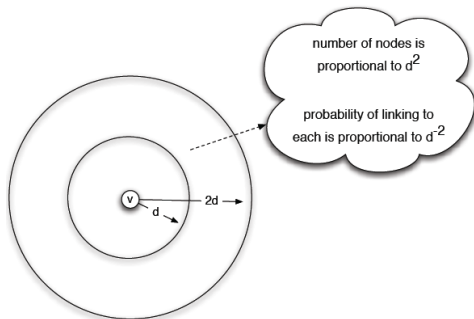 number of nodes is
proportional to d²
probability of linking to
each is proportional to d⁻²
v
d
2d